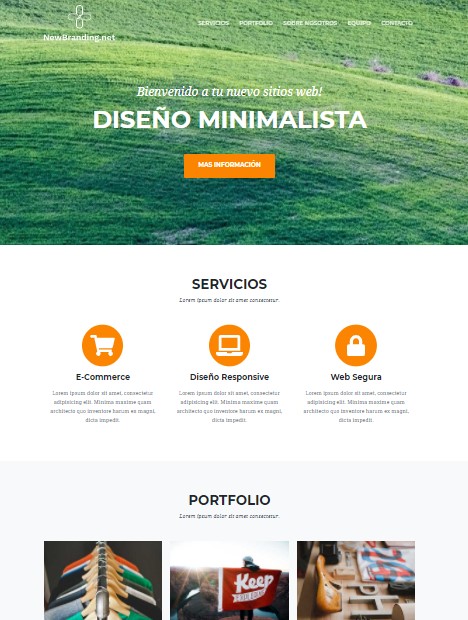 SERVICIOS PORTFOLIO SOBRE NOSOTROS EQUIPO CONTACTO
NewBranding.net
Bienvenido a tu nuevo sitios web!
DISEÑO MINIMALISTA
MAS INFORMACIÓN
SERVICIOS
Lorem ipsum dolor sit amet consectetur.
E-Commerce
Lorem ipsum dolor sit amet, consectetur
adipisicing elit. Minima maxime quam
architecto quo inventore harum ex magni,
dicta impedit.
Diseño Responsive
Lorem ipsum dolor sit amet, consectetur
adipisicing elit. Minima maxime quam
architecto quo inventore harum ex magni,
dicta impedit.
Web Segura
Lorem ipsum dolor sit amet, consectetur
adipisicing elit. Minima maxime quam
architecto quo inventore harum ex magni,
dicta impedit.
PORTFOLIO
Lorem ipsum dolor sit amet consectetur.
Keep